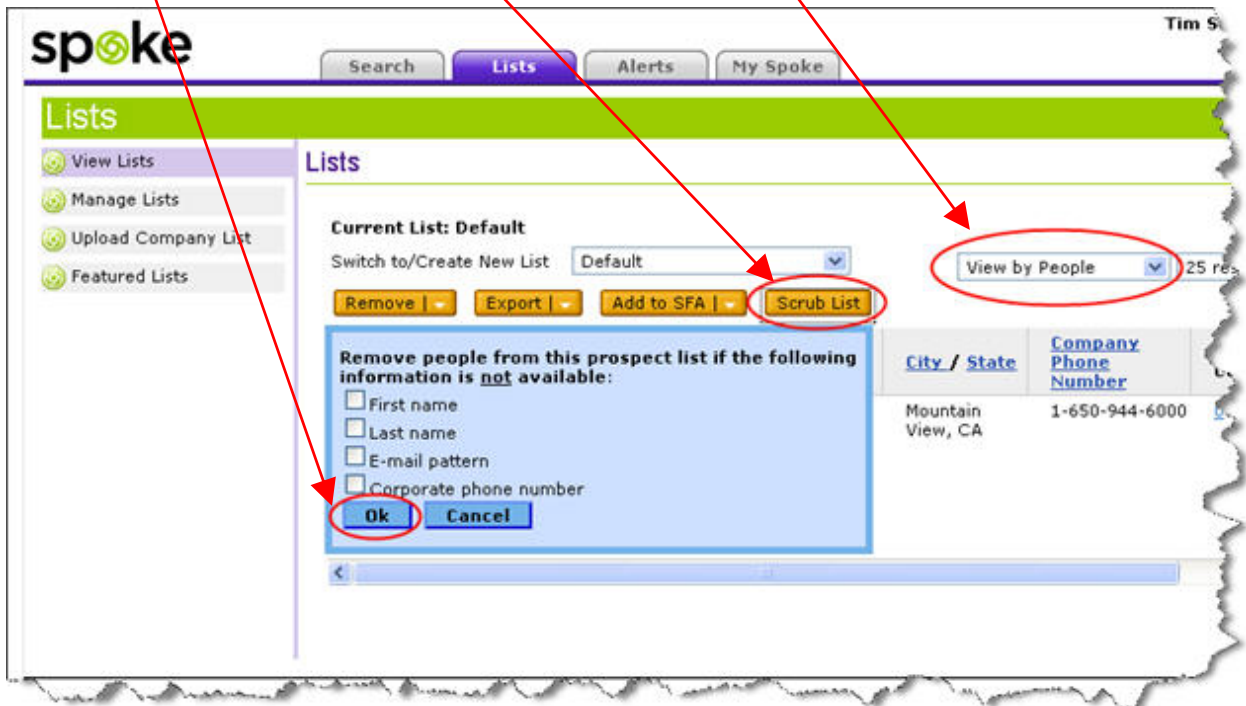 Tim
spoke
Search Lists Alerts My Spoke
Lists
View Lists
Manage Lists
Upload Company List
Featured Lists
Lists
Current List: Default
Switch to/Create New List Default
View by People 25
Remove | Export | Add to SFA | Scrub List
Remove people from this prospect list if the following
information is not available:
First name
Last name
E-mail pattern
Corporate phone number
Ok Cancel
City / State
Company
Phone
Number
Mountain
View, CA
1-650-944-6000